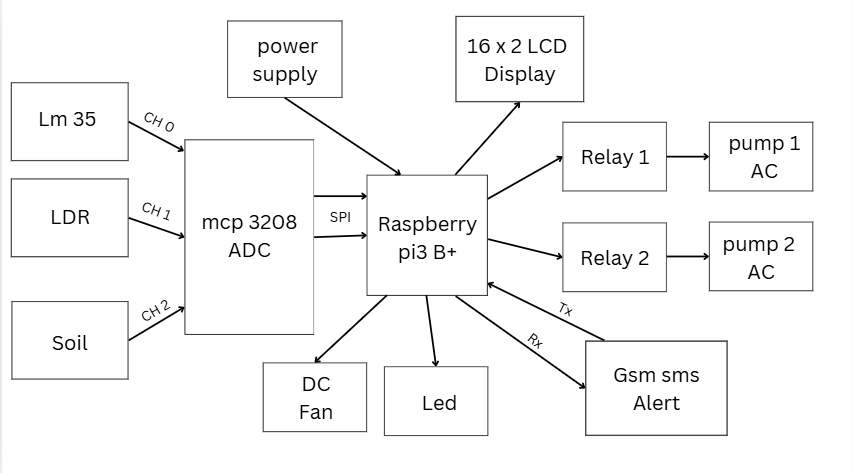 power
supply
16 x 2 LCD
Display
Lm 35
CH 0
LDR
CH 1
Soil
CH 2
mcp 3208
ADC
SPI
Raspberry
pi3 B+
Relay 1
pump 1
AC
Relay 2
pump 2
AC
Tx
Rx
Gsm sms
Alert
DC
Fan
Led